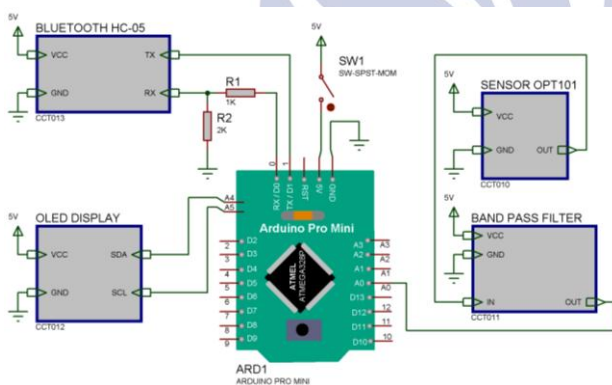 5V
BLUETOOTH HC-05
VCC
TX
GND
RX
CCT013
R1
1K
R2
2K
5V
SW1
SW-SPST-MOM
5V
SENSOR OPT101
VCC
GND
OUT
CCT010
5V
OLED DISPLAY
VCC
SDA
GND
SCL
CCT012
0
1
RX / D0
TX / D1
RST
5V
GND
A4
A5
Arduino Pro Mini
ATMEL
ATMEGA328P
2 D2
3 D3
4 D4
5 D5
6 D6
7 D7
8 D8
9 D9
A3 A3
A2 A2
A1 A1
A0 A0
D13 13
D12 12
D11 11
D10 10
ARD1
ARDUINO PRO MINI
5V
BAND PASS FILTER
VCC
GND
IN
OUT
CCT011